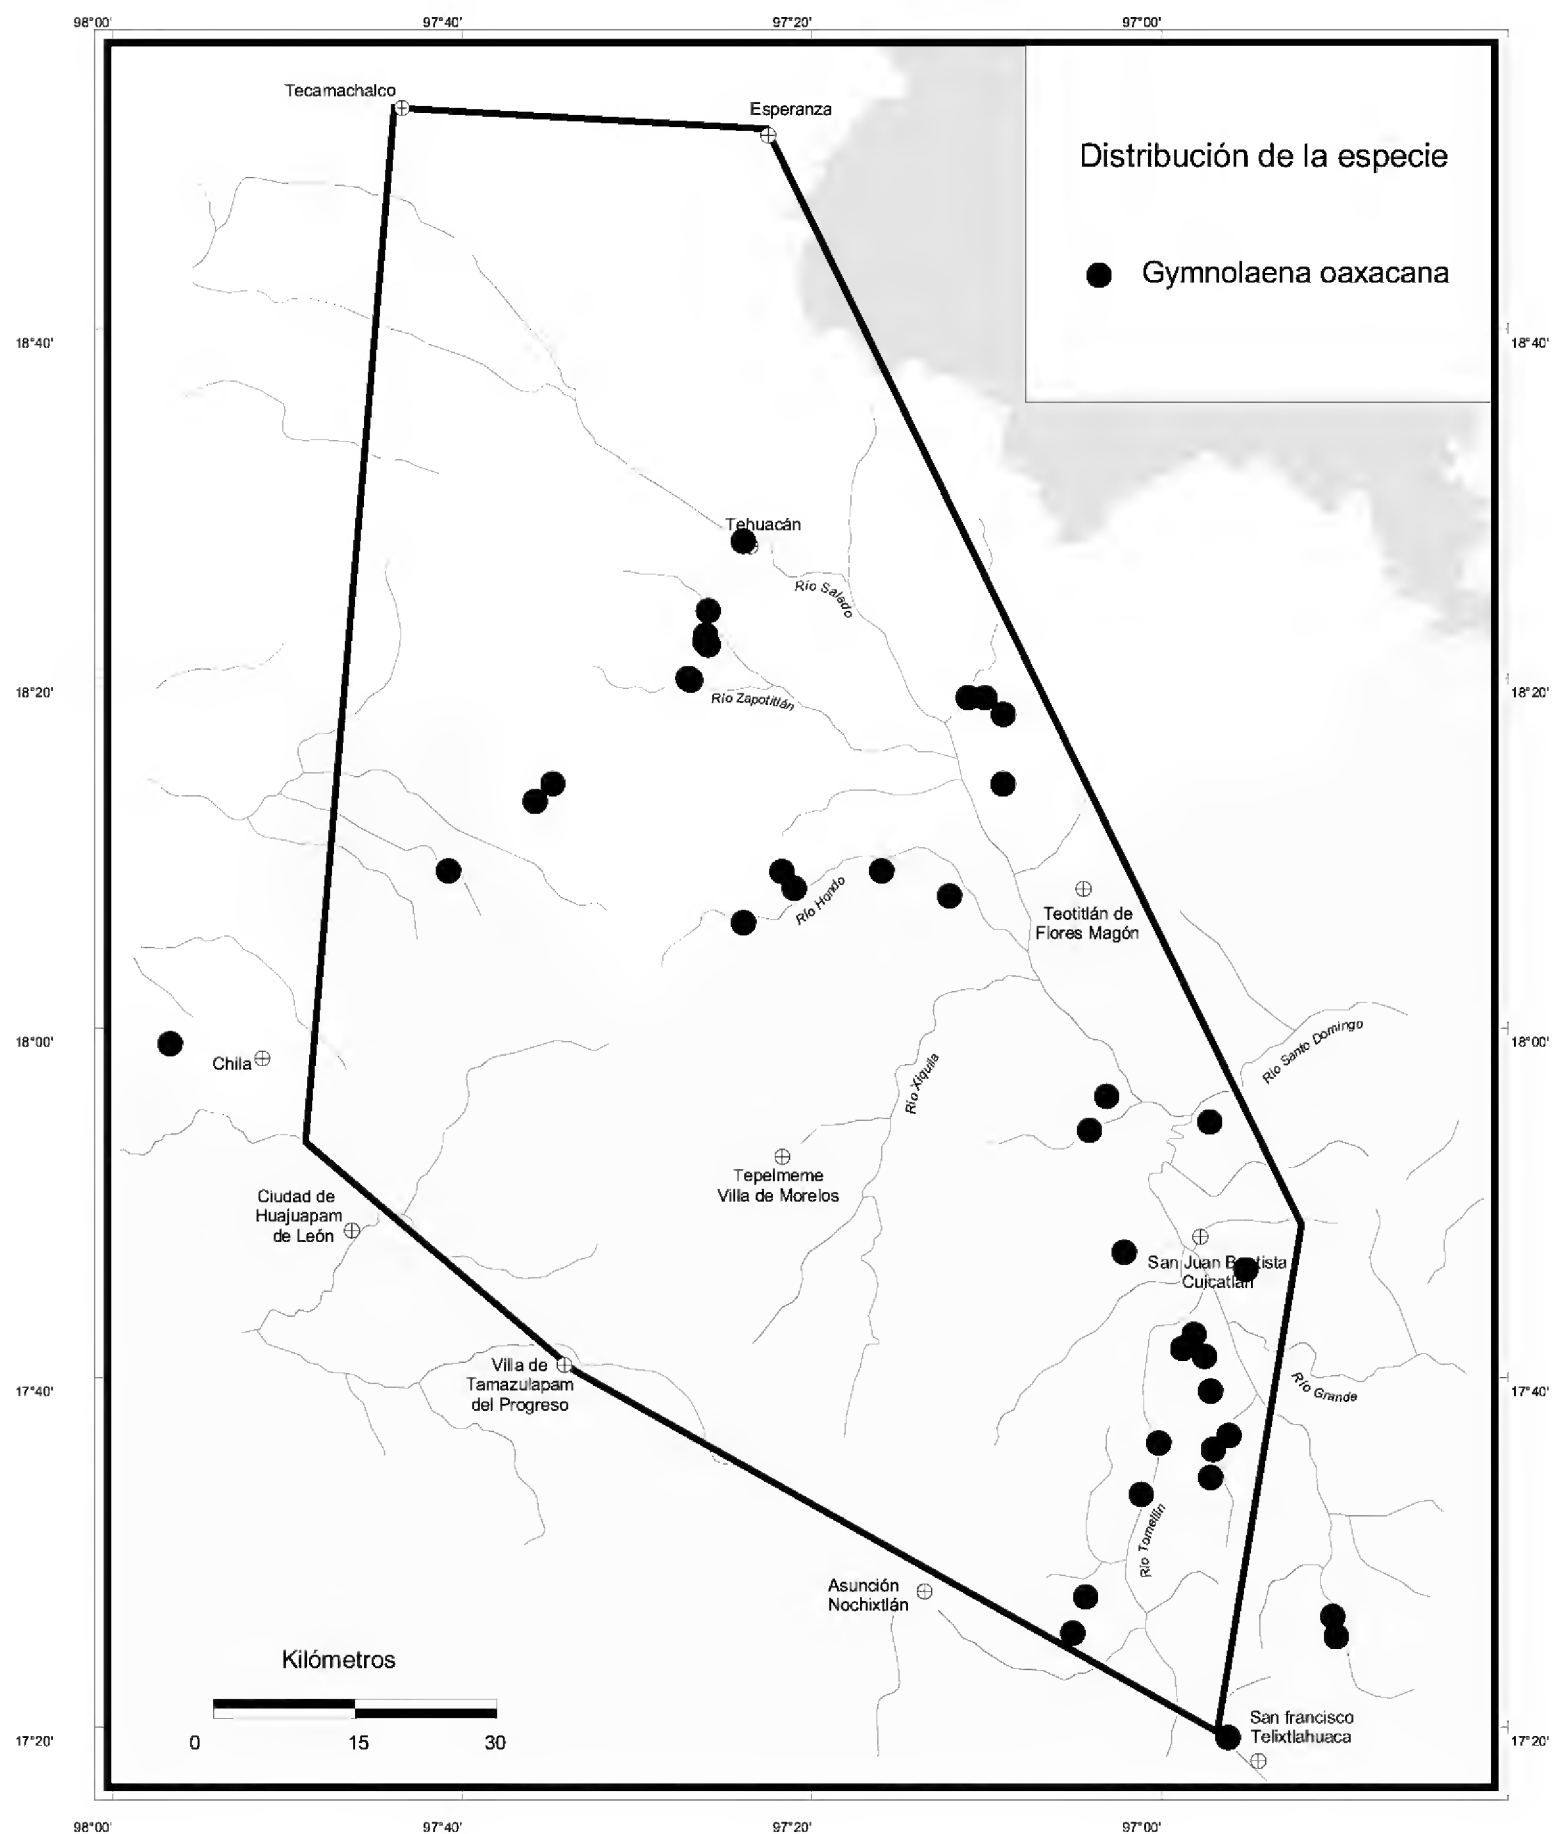 98°00'
97°40'
97°20'
97°00'
Tecamachalco
Esperanza
Distribución de la especie
Gymnolaena oaxacana
18°40'
18°40'
Tehuacán
Río Salado
18°20'
Río Zapotitlán
18°20'
Río Hondo
Teotitlán de
Flores Magón
18°00'
Chila
Río Xiquila
Río Santo Domingo
18°00'
Tepelmeme
Villa de Morelos
Ciudad de
Huajuapam
de León
San Juan Bautista
Cuicatlán
Villa de
Tamazulapam
del Progreso
17°40'
Río Grande
17°40'
Río Tomellín
Asunción
Nochixtlán
Kilómetros
0
15
30
San francisco
Telixtlahuaca
17°20'
17°20'
98°00'
97°40'
97°20'
97°00'